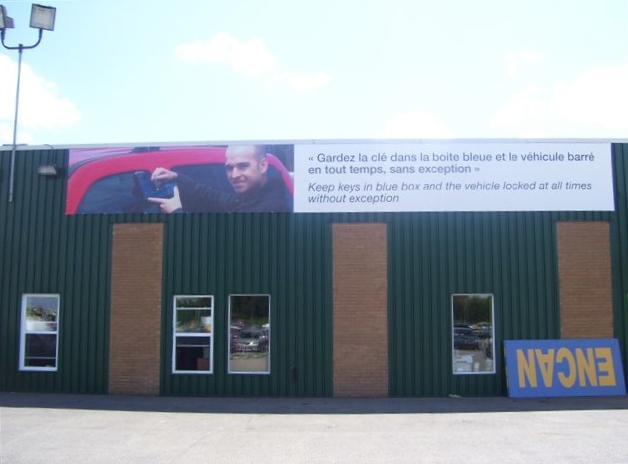 « Gardez la clé dans la boite bleue et le véhicule barré
en tout temps, sans exception »
Keep keys in blue box and the vehicle locked at all times
without exception
ENCAN